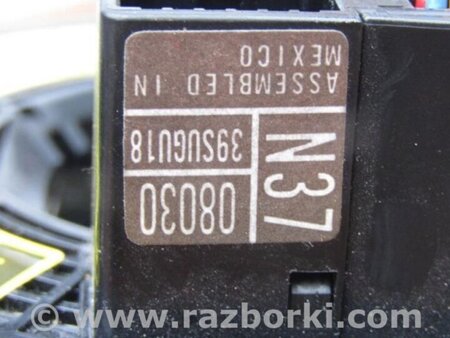 N37
08030
39SUGU18
ASSEMBLED IN
MEXICO
www.razborki.com